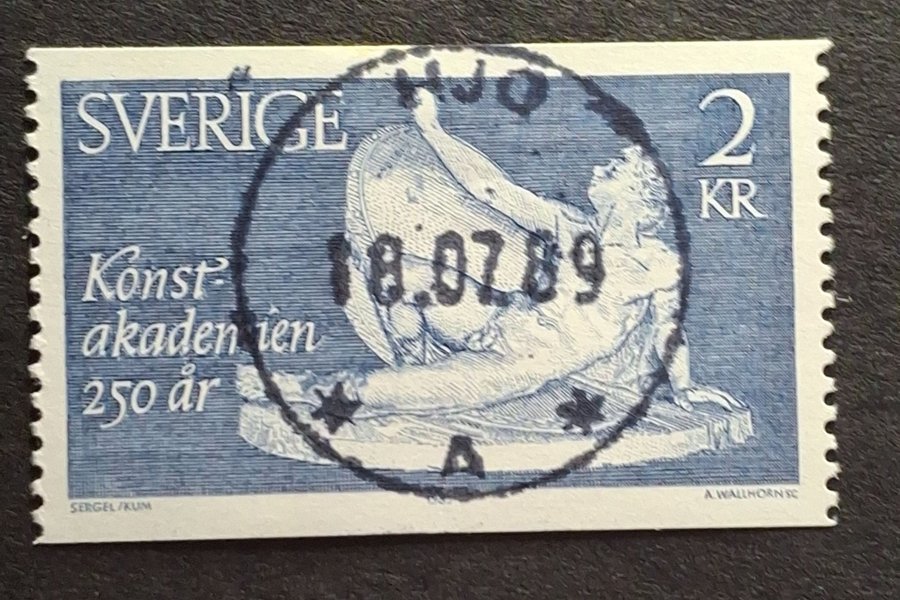 SVERIGE
2
KR
Konst-
akademien
250 år
HJO
18.07.89
A
SERGEL/KUM
A. WALLHORN SC